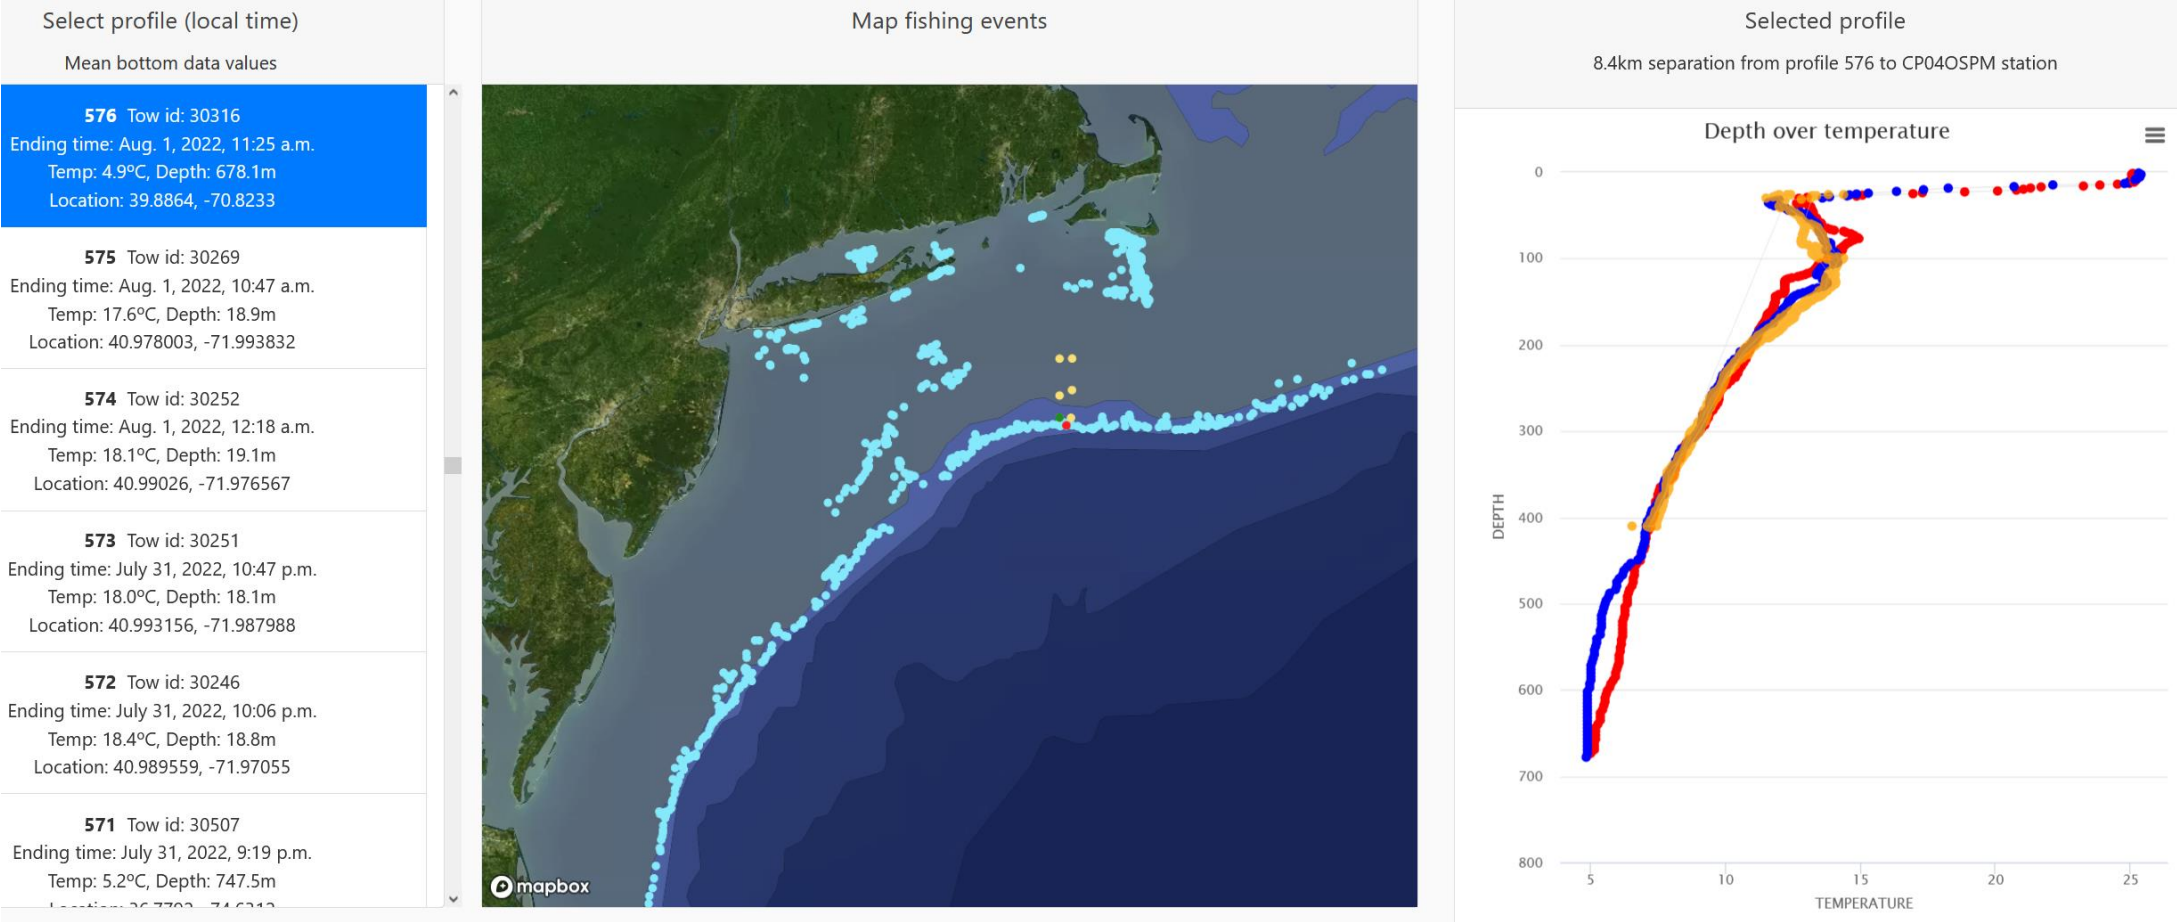 Select profile (local time)
Mean bottom data values
576 Tow id: 30316
Ending time: Aug. 1, 2022, 11:25 a.m.
Temp: 4.9ºC, Depth: 678.1m
Location: 39.8864, -70.8233
575 Tow id: 30269
Ending time: Aug. 1, 2022, 10:47 a.m.
Temp: 17.6ºC, Depth: 18.9m
Location: 40.978003, -71.993832
574 Tow id: 30252
Ending time: Aug. 1, 2022, 12:18 a.m.
Temp: 18.1ºC, Depth: 19.1m
Location: 40.99026, -71.976567
573 Tow id: 30251
Ending time: July 31, 2022, 10:47 p.m.
Temp: 18.0ºC, Depth: 18.1m
Location: 40.993156, -71.987988
572 Tow id: 30246
Ending time: July 31, 2022, 10:06 p.m.
Temp: 18.4ºC, Depth: 18.8m
Location: 40.989559, -71.97055
571 Tow id: 30507
Ending time: July 31, 2022, 9:19 p.m.
Temp: 5.2ºC, Depth: 747.5m
Map fishing events
mapbox
Selected profile
8.4km separation from profile 576 to CP04OSPM station
Depth over temperature
0
100
200
300
400
500
600
700
800
DEPTH
5 10 15 20 25
TEMPERATURE